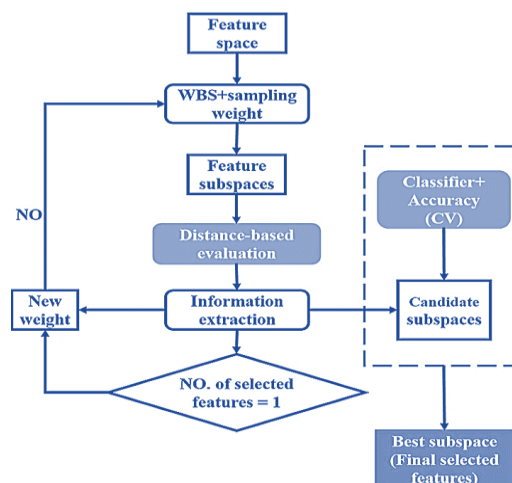 Feature
space
WBS+sampling
weight
Feature
subspaces
Classifier+
Accuracy
(CV)
NO
Distance-based
evaluation
New
weight
Information
extraction
Candidate
subspaces
NO. of selected
features = 1
Best subspace
(Final selected
features)